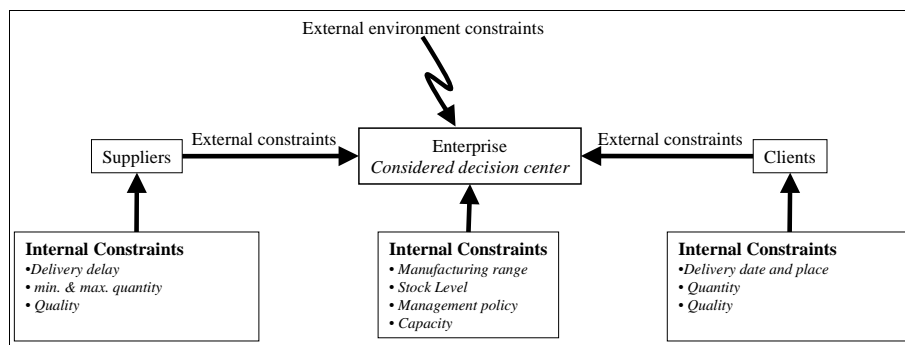 External environment constraints
External constraints
External constraints
Suppliers
Enterprise
Considered decision center
Clients
Internal Constraints
•Delivery delay
• min. & max. quantity
• Quality
Internal Constraints
• Manufacturing range
• Stock Level
• Management policy
• Capacity
Internal Constraints
•Delivery date and place
• Quantity
• Quality